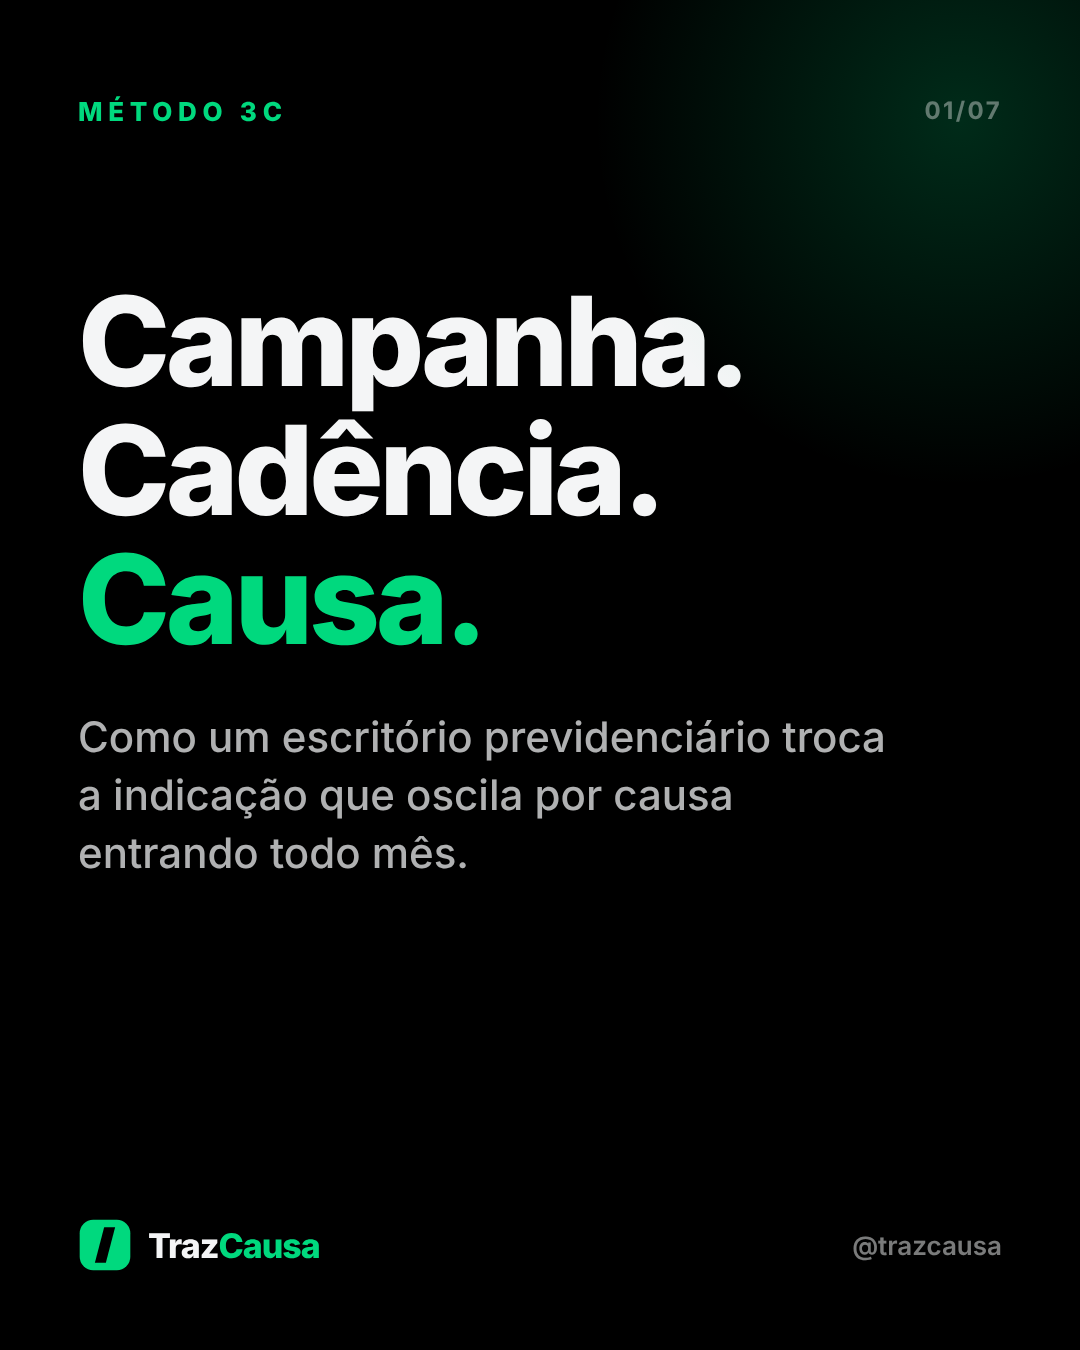 MÉTODO 3C
01/07
Campanha.
Cadência.
Causa.
Como um escritório previdenciário troca
a indicação que oscila por causa
entrando todo mês.
TrazCausa
@trazcausa